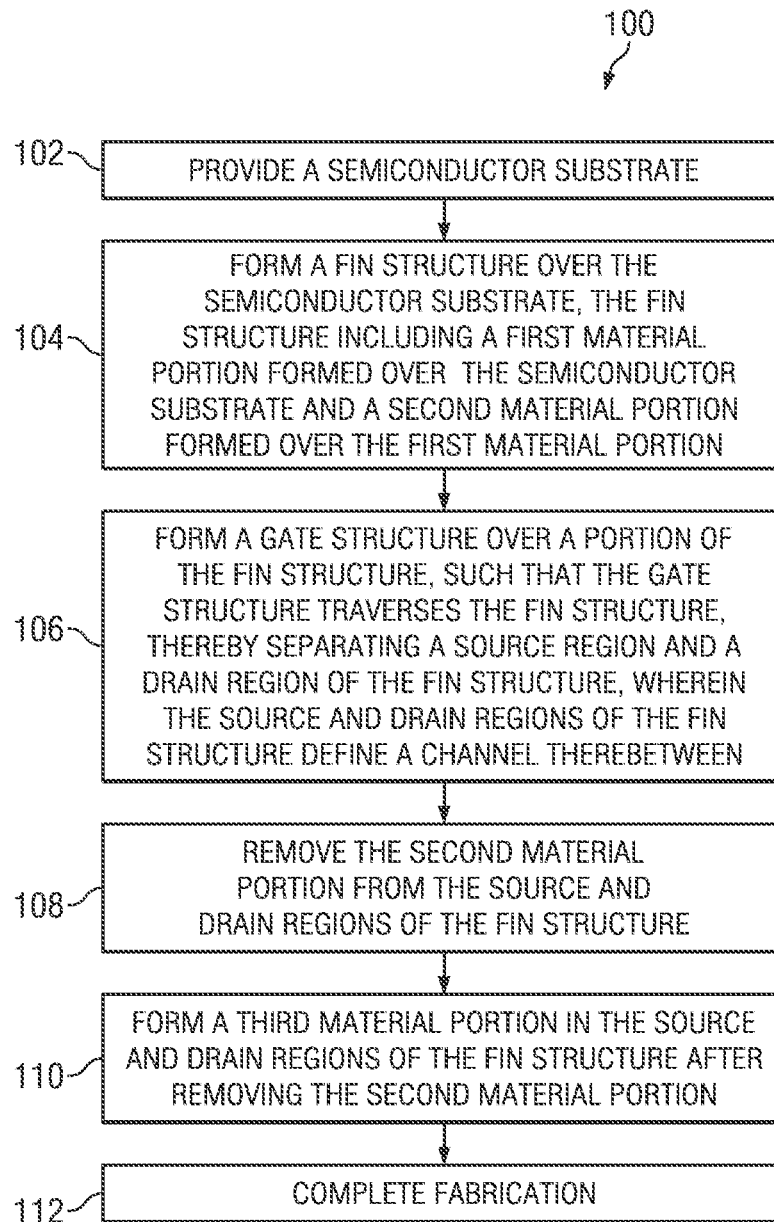 100
102
PROVIDE A SEMICONDUCTOR SUBSTRATE
104
FORM A FIN STRUCTURE OVER THE
SEMICONDUCTOR SUBSTRATE, THE FIN
STRUCTURE INCLUDING A FIRST MATERIAL
PORTION FORMED OVER THE SEMICONDUCTOR
SUBSTRATE AND A SECOND MATERIAL PORTION
FORMED OVER THE FIRST MATERIAL PORTION
106
FORM A GATE STRUCTURE OVER A PORTION OF
THE FIN STRUCTURE, SUCH THAT THE GATE
STRUCTURE TRAVERSES THE FIN STRUCTURE,
THEREBY SEPARATING A SOURCE REGION AND A
DRAIN REGION OF THE FIN STRUCTURE, WHEREIN
THE SOURCE AND DRAIN REGIONS OF THE FIN
STRUCTURE DEFINE A CHANNEL THEREBETWEEN
108
REMOVE THE SECOND MATERIAL
PORTION FROM THE SOURCE AND
DRAIN REGIONS OF THE FIN STRUCTURE
110
FORM A THIRD MATERIAL PORTION IN THE SOURCE
AND DRAIN REGIONS OF THE FIN STRUCTURE AFTER
REMOVING THE SECOND MATERIAL PORTION
112
COMPLETE FABRICATION